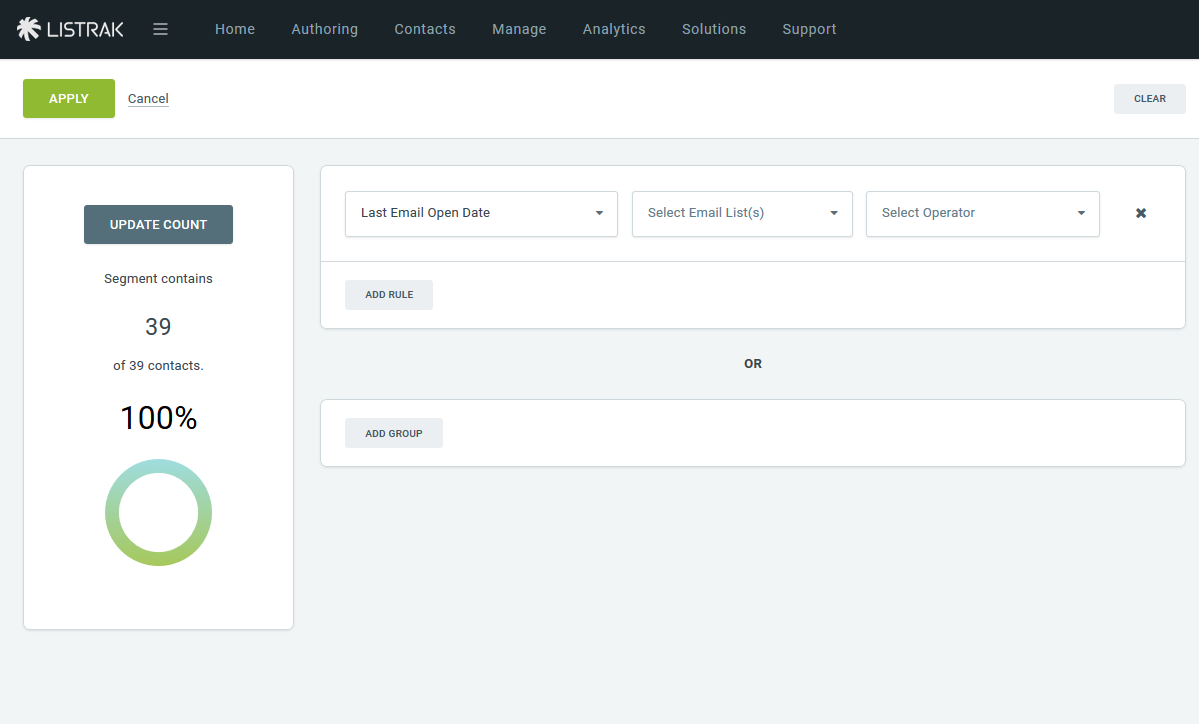 LISTRAK Home Authoring Contacts Manage Analytics Solutions Support
APPLY Cancel CLEAR
UPDATE COUNT
Segment contains
39
of 39 contacts.
100%
Last Email Open Date Select Email List(s) Select Operator
ADD RULE
OR
ADD GROUP